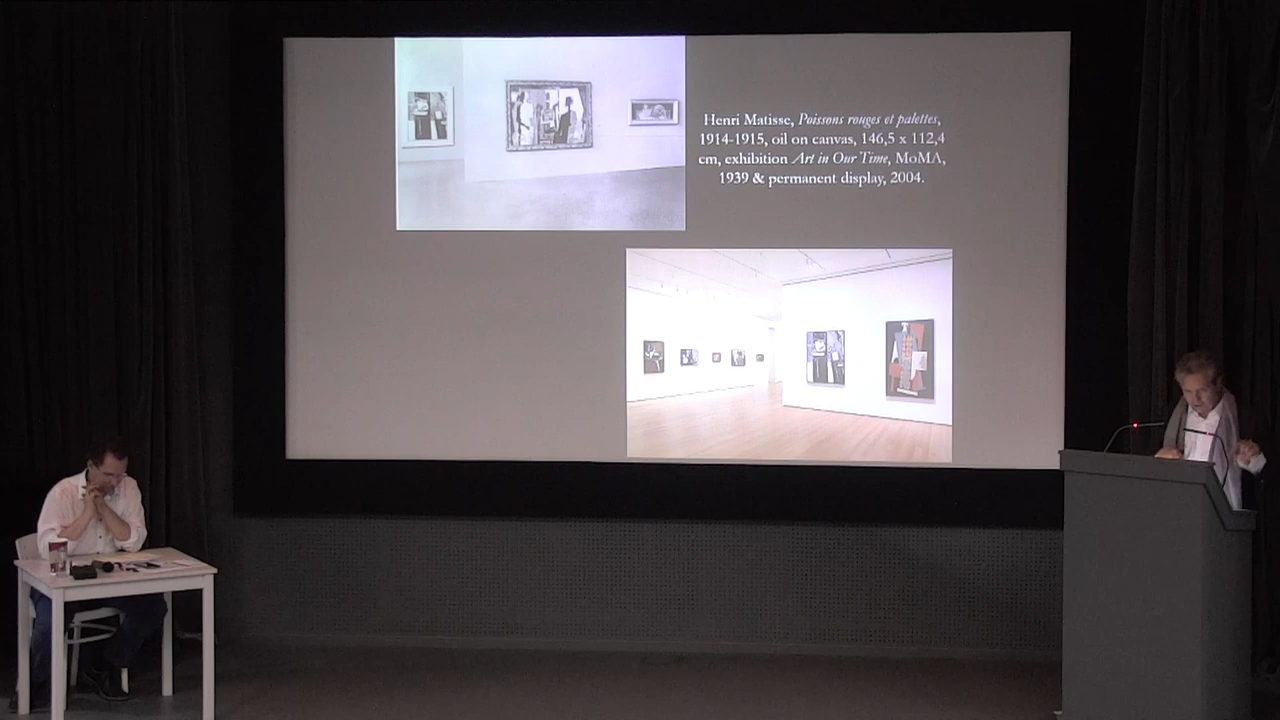 Henri Matisse, Poissons rouges et palettes,
1914-1915, oil on canvas, 146,5 x 112,4
cm, exhibition Art in Our Time, MoMA,
1939 & permanent display, 2004.